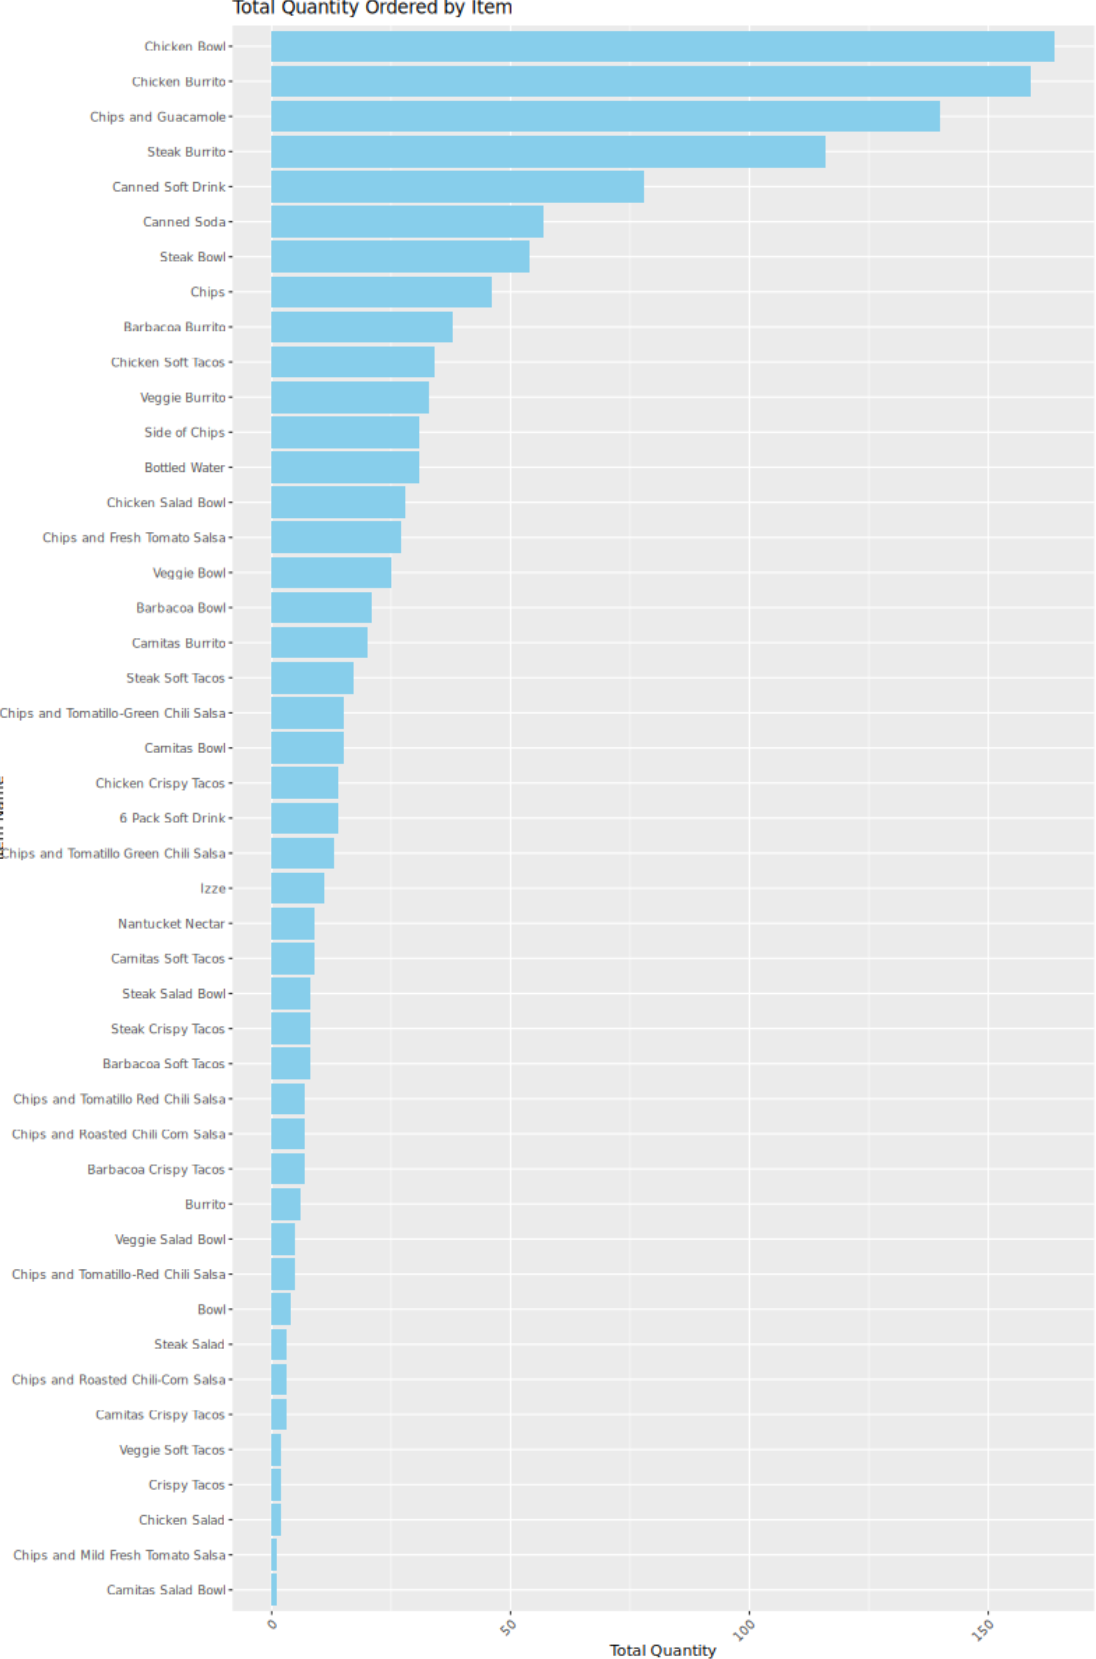 Total Quantity Ordered by Item
Chicken Bowl
Chicken Burrito
Chips and Guacamole
Steak Burrito
Canned Soft Drink
Canned Soda
Steak Bowl
Chips
Barbacoa Burrito
Chicken Soft Tacos
Veggie Burrito
Side of Chips
Bottled Water
Chicken Salad Bowl
Chips and Fresh Tomato Salsa
Veggie Bowl
Barbacoa Bowl
Carnitas Burrito
Steak Soft Tacos
Chips and Tomatillo-Green Chili Salsa
Carnitas Bowl
Chicken Crispy Tacos
6 Pack Soft Drink
Chips and Tomatillo Green Chili Salsa
Izze
Nantucket Nectar
Carnitas Soft Tacos
Steak Salad Bowl
Steak Crispy Tacos
Barbacoa Soft Tacos
Chips and Tomatillo Red Chili Salsa
Chips and Roasted Chili Corn Salsa
Barbacoa Crispy Tacos
Burrito
Veggie Salad Bowl
Chips and Tomatillo-Red Chili Salsa
Bowl
Steak Salad
Chips and Roasted Chili-Corn Salsa
Carnitas Crispy Tacos
Veggie Soft Tacos
Crispy Tacos
Chicken Salad
Chips and Mild Fresh Tomato Salsa
Carnitas Salad Bowl
0 50 100 150
Total Quantity